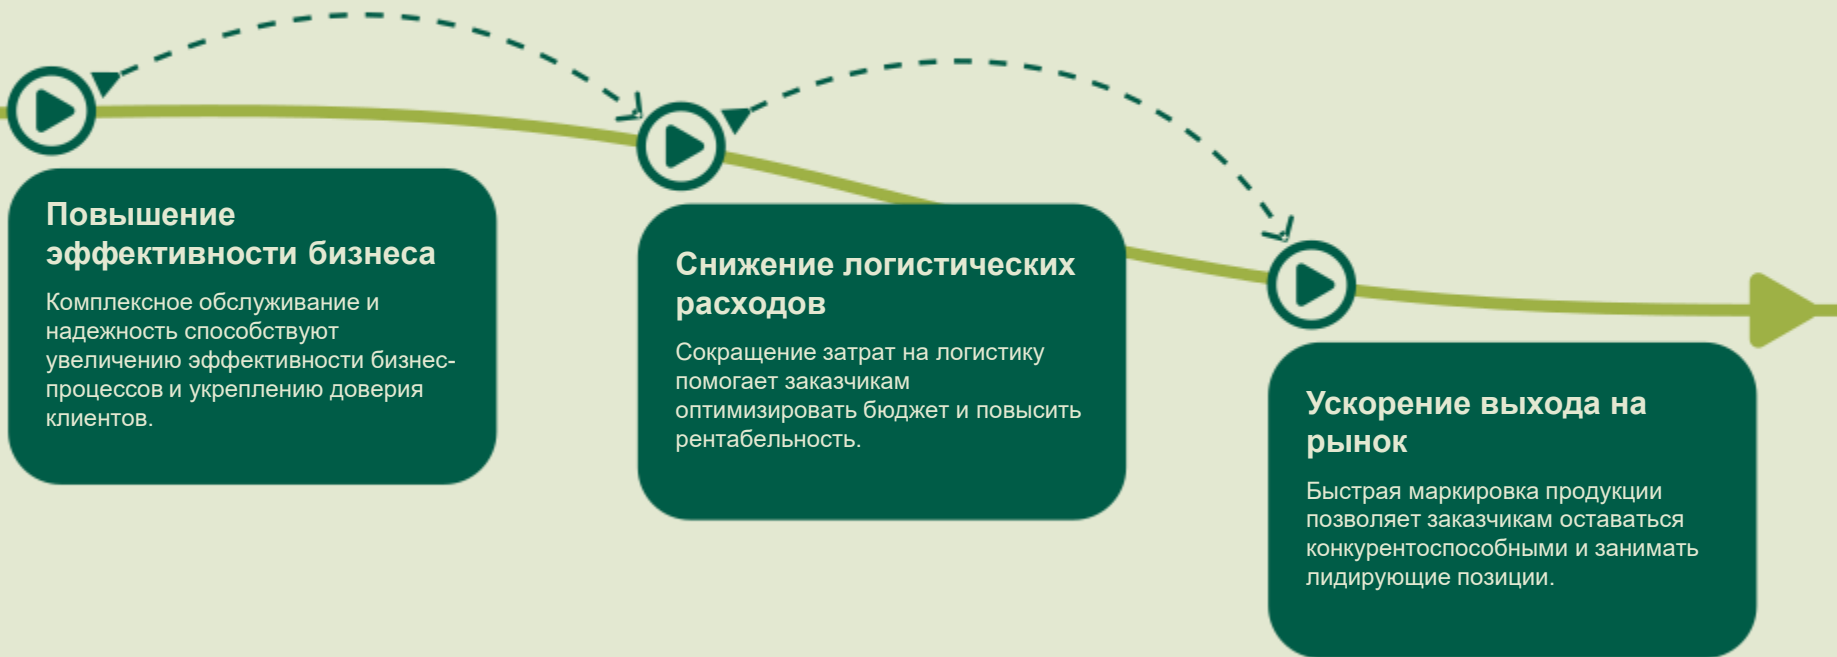 Повышение
эффективности бизнеса
Комплексное обслуживание и
надежность способствуют
увеличению эффективности бизнес-
процессов и укреплению доверия
клиентов.
Снижение логистических
расходов
Сокращение затрат на логистику
помогает заказчикам
оптимизировать бюджет и повысить
рентабельность.
Ускорение выхода на
рынок
Быстрая маркировка продукции
позволяет заказчикам оставаться
конкурентоспособными и занимать
лидирующие позиции.